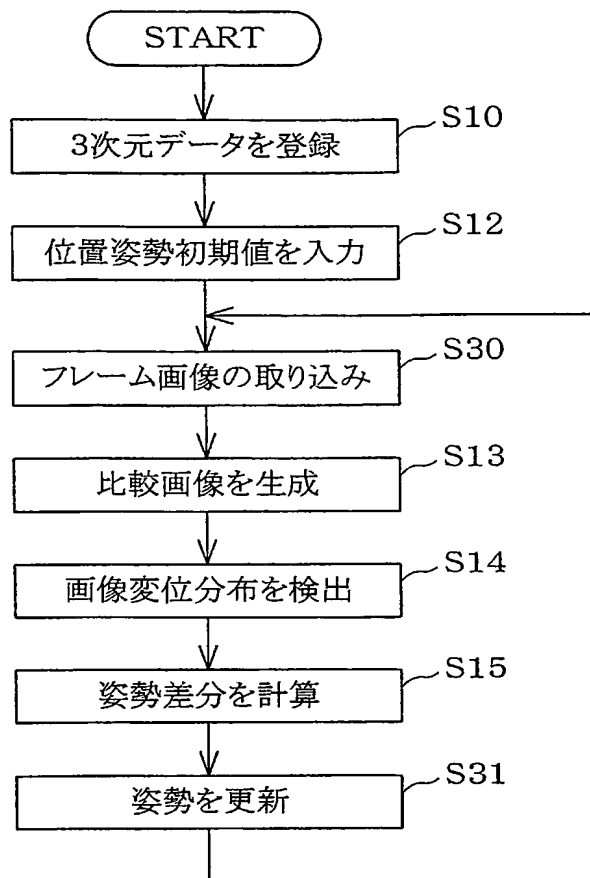 START
S10
3次元データを登録
S12
位置姿勢初期値を入力
S30
フレーム画像の取り込み
S13
比較画像を生成
S14
画像変位分布を検出
S15
姿勢差分を計算
S31
姿勢を更新